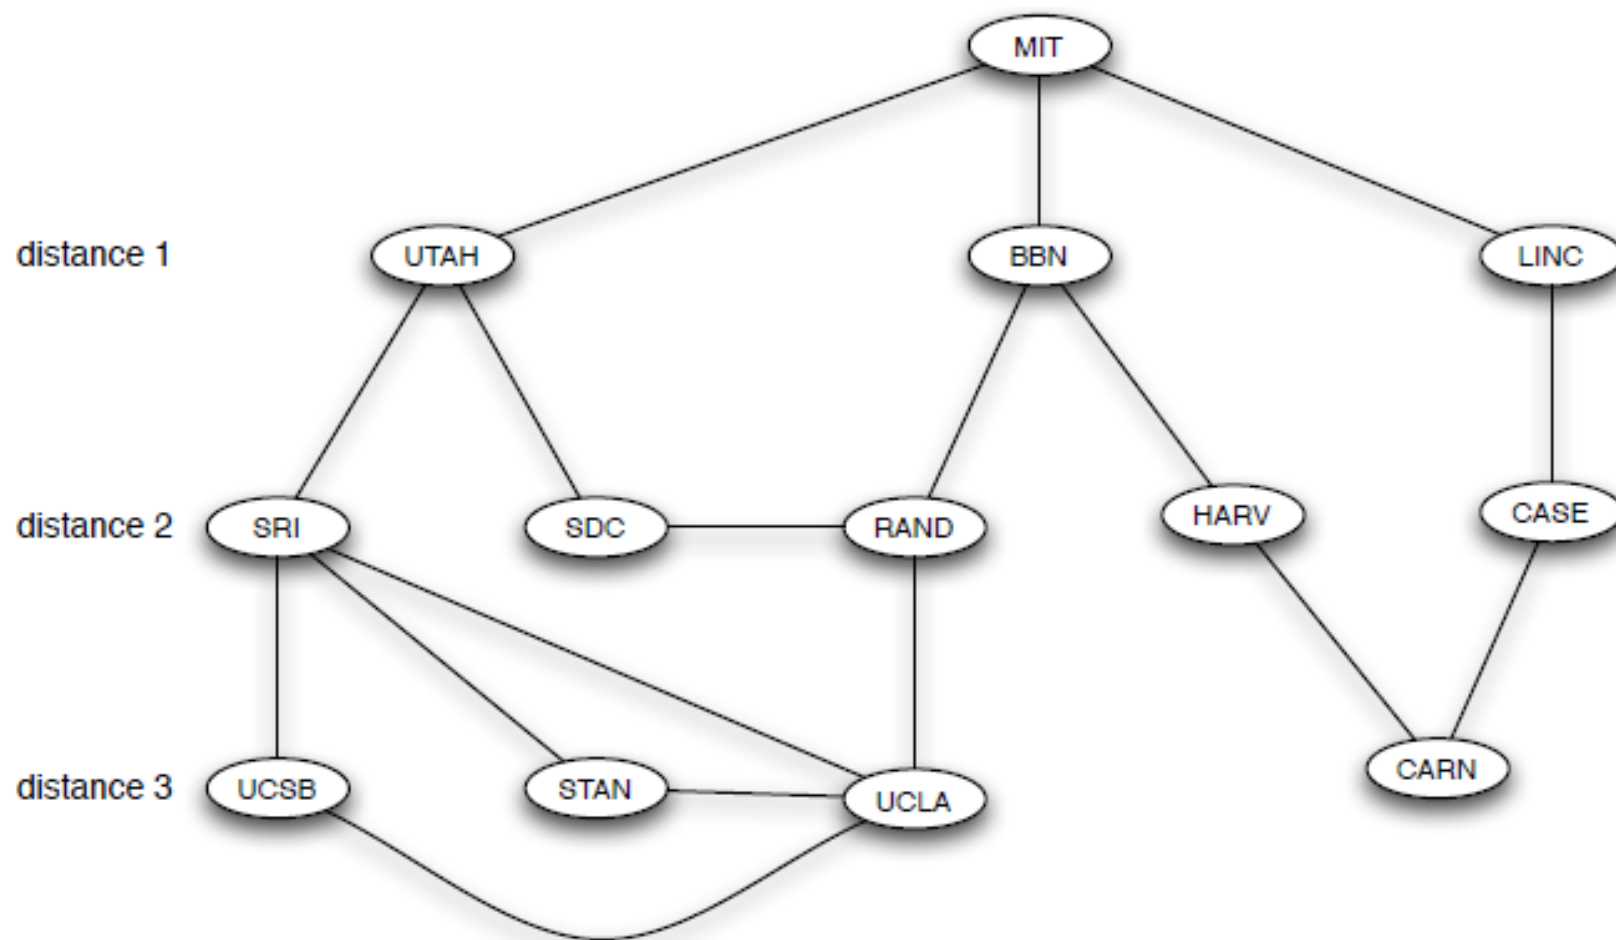 MIT
distance 1 UTAH BBN LINC
distance 2 SRI SDC RAND HARV CASE
distance 3 UCSB STAN UCLA CARN